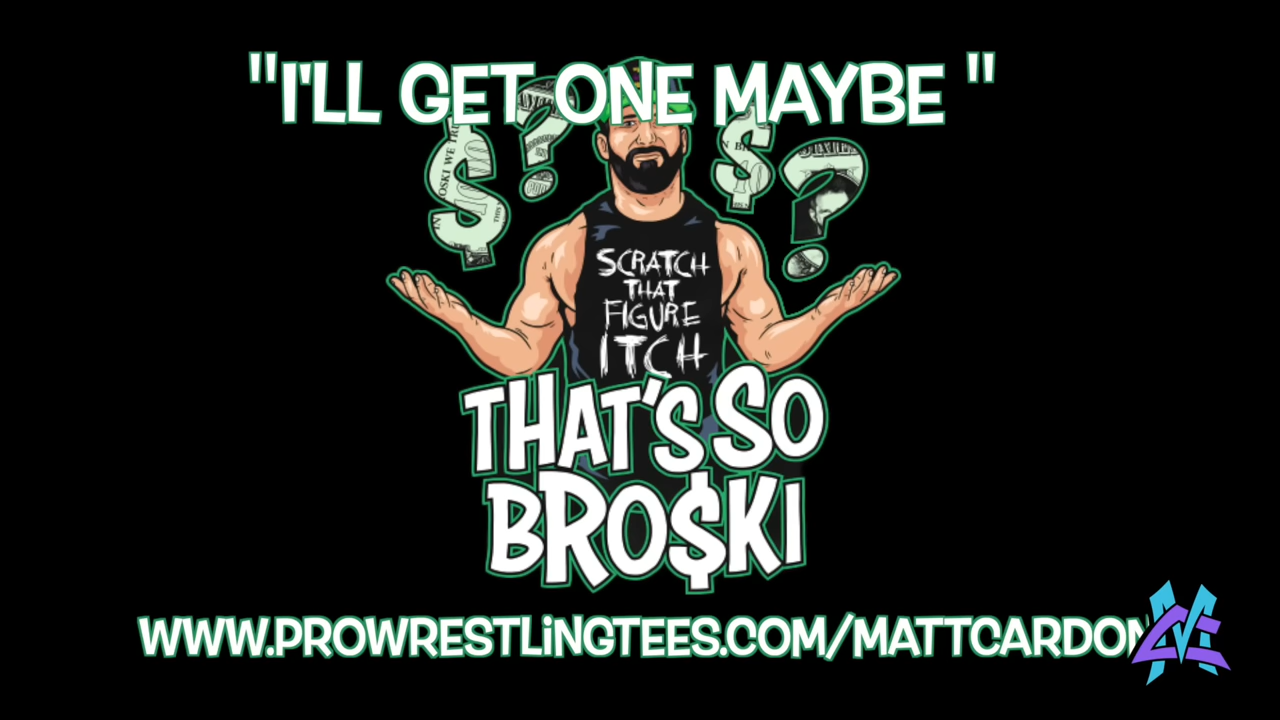 "I'LL GET ONE MAYBE "
SCRATCH
THAT
FIGURE
ITCH
THAT'S SO
BRO$KI
WWW.PROWRESTLiNGTEES.COM/MATTCARDON